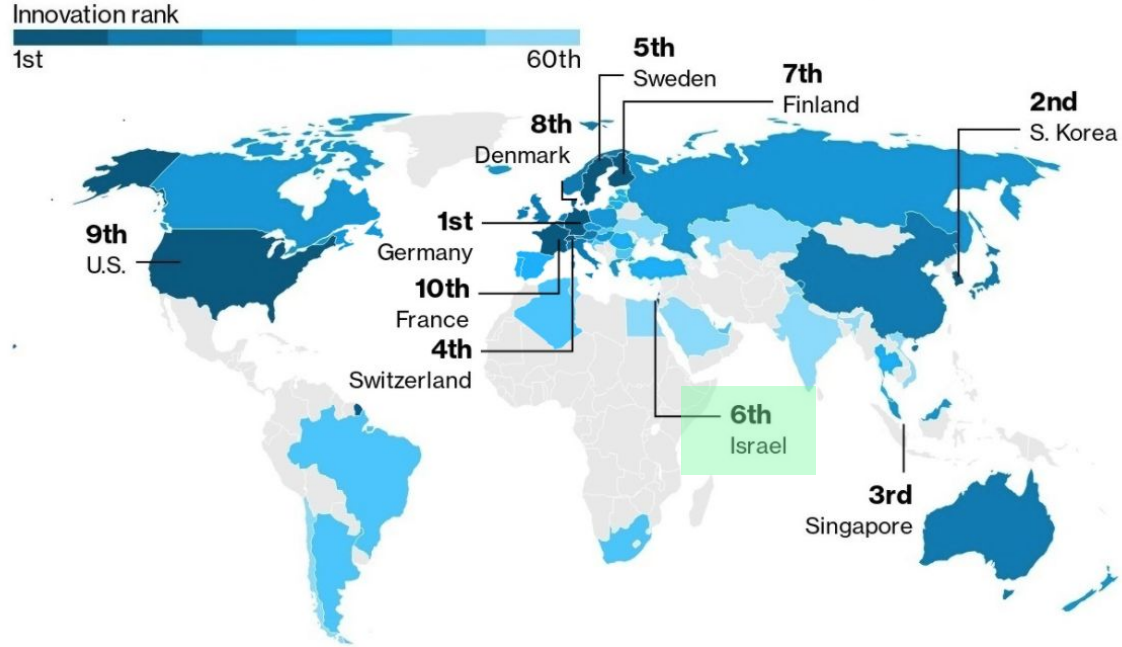 Innovation rank
1st
60th
5th
Sweden
7th
Finland
2nd
S. Korea
8th
Denmark
1st
Germany
9th
U.S.
10th
France
4th
Switzerland
6th
Israel
3rd
Singapore